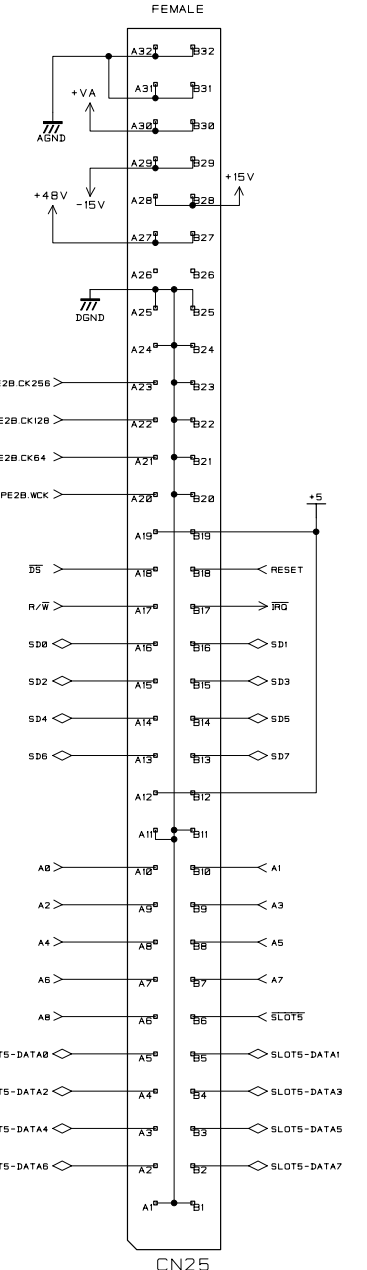 FEMALE
A32 B32
A31 B31
+VA
A30 B30
AGND
A29 B29
+15V
+48V -15V A28 B28
A27 B27
A26 B26
DGND A25 B25
A24 B24
E2B.CK256 A23 B23
E2B.CK128 A22 B22
E2B.CK64 A21 B21
PE2B.WCK A20 B20
+5
A19 B19
DS A18 B18 RESET
R/W A17 B17 IRQ
SD0 A16 B16 SD1
SD2 A15 B15 SD3
SD4 A14 B14 SD5
SD6 A13 B13 SD7
A12 B12
A11 B11
A0 A10 B10 A1
A2 A9 B9 A3
A4 A8 B8 A5
A6 A7 B7 A7
A8 A6 B6 SLOT5
T5-DATA0 A5 B5 SLOT5-DATA1
T5-DATA2 A4 B4 SLOT5-DATA3
T5-DATA4 A3 B3 SLOT5-DATA5
T5-DATA6 A2 B2 SLOT5-DATA7
A1 B1
CN25